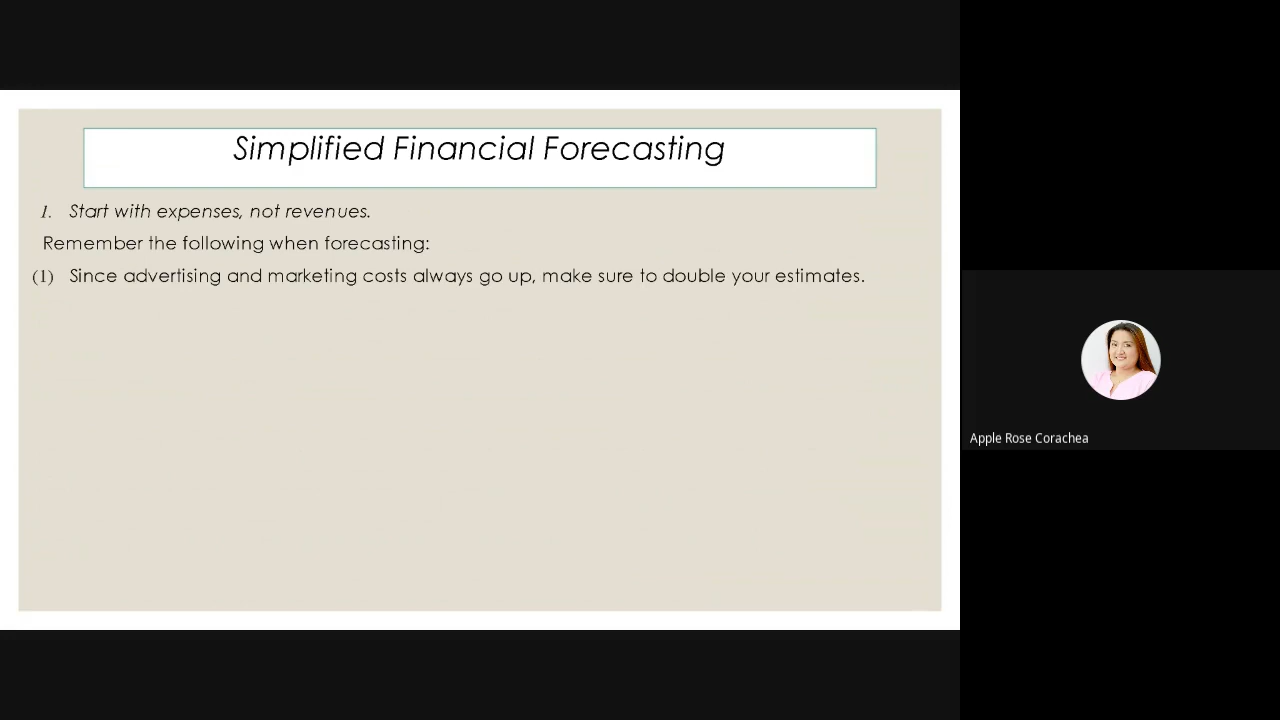 Simplified Financial Forecasting
1. Start with expenses, not revenues.
Remember the following when forecasting:
(1) Since advertising and marketing costs always go up, make sure to double your estimates.
Apple Rose Corachea